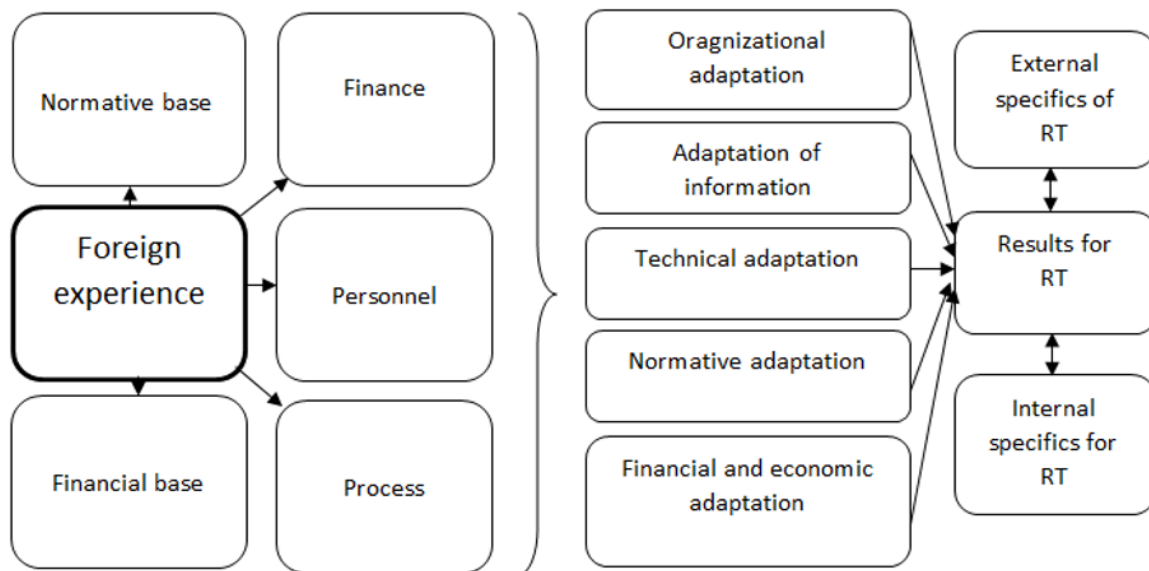 Normative base
Finance
Foreign
experience
Personnel
Financial base
Process
Oragnizational
adaptation
Adaptation of
information
Technical adaptation
Normative adaptation
Financial and economic
adaptation
External
specifics of
RT
Results for
RT
Internal
specifics for
RT